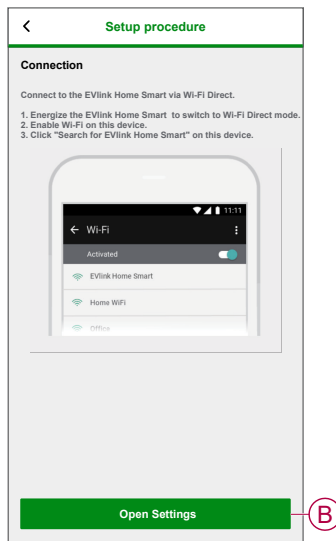 Setup procedure
Connection
Connect to the EVlink Home Smart via Wi-Fi Direct.
1. Energize the EVlink Home Smart to switch to Wi-Fi Direct mode.
2. Enable Wi-Fi on this device.
3. Click "Search for EVlink Home Smart" on this device.
11:11
Wi-Fi
Activated
EVlink Home Smart
Home WiFi
Office
Open Settings
B